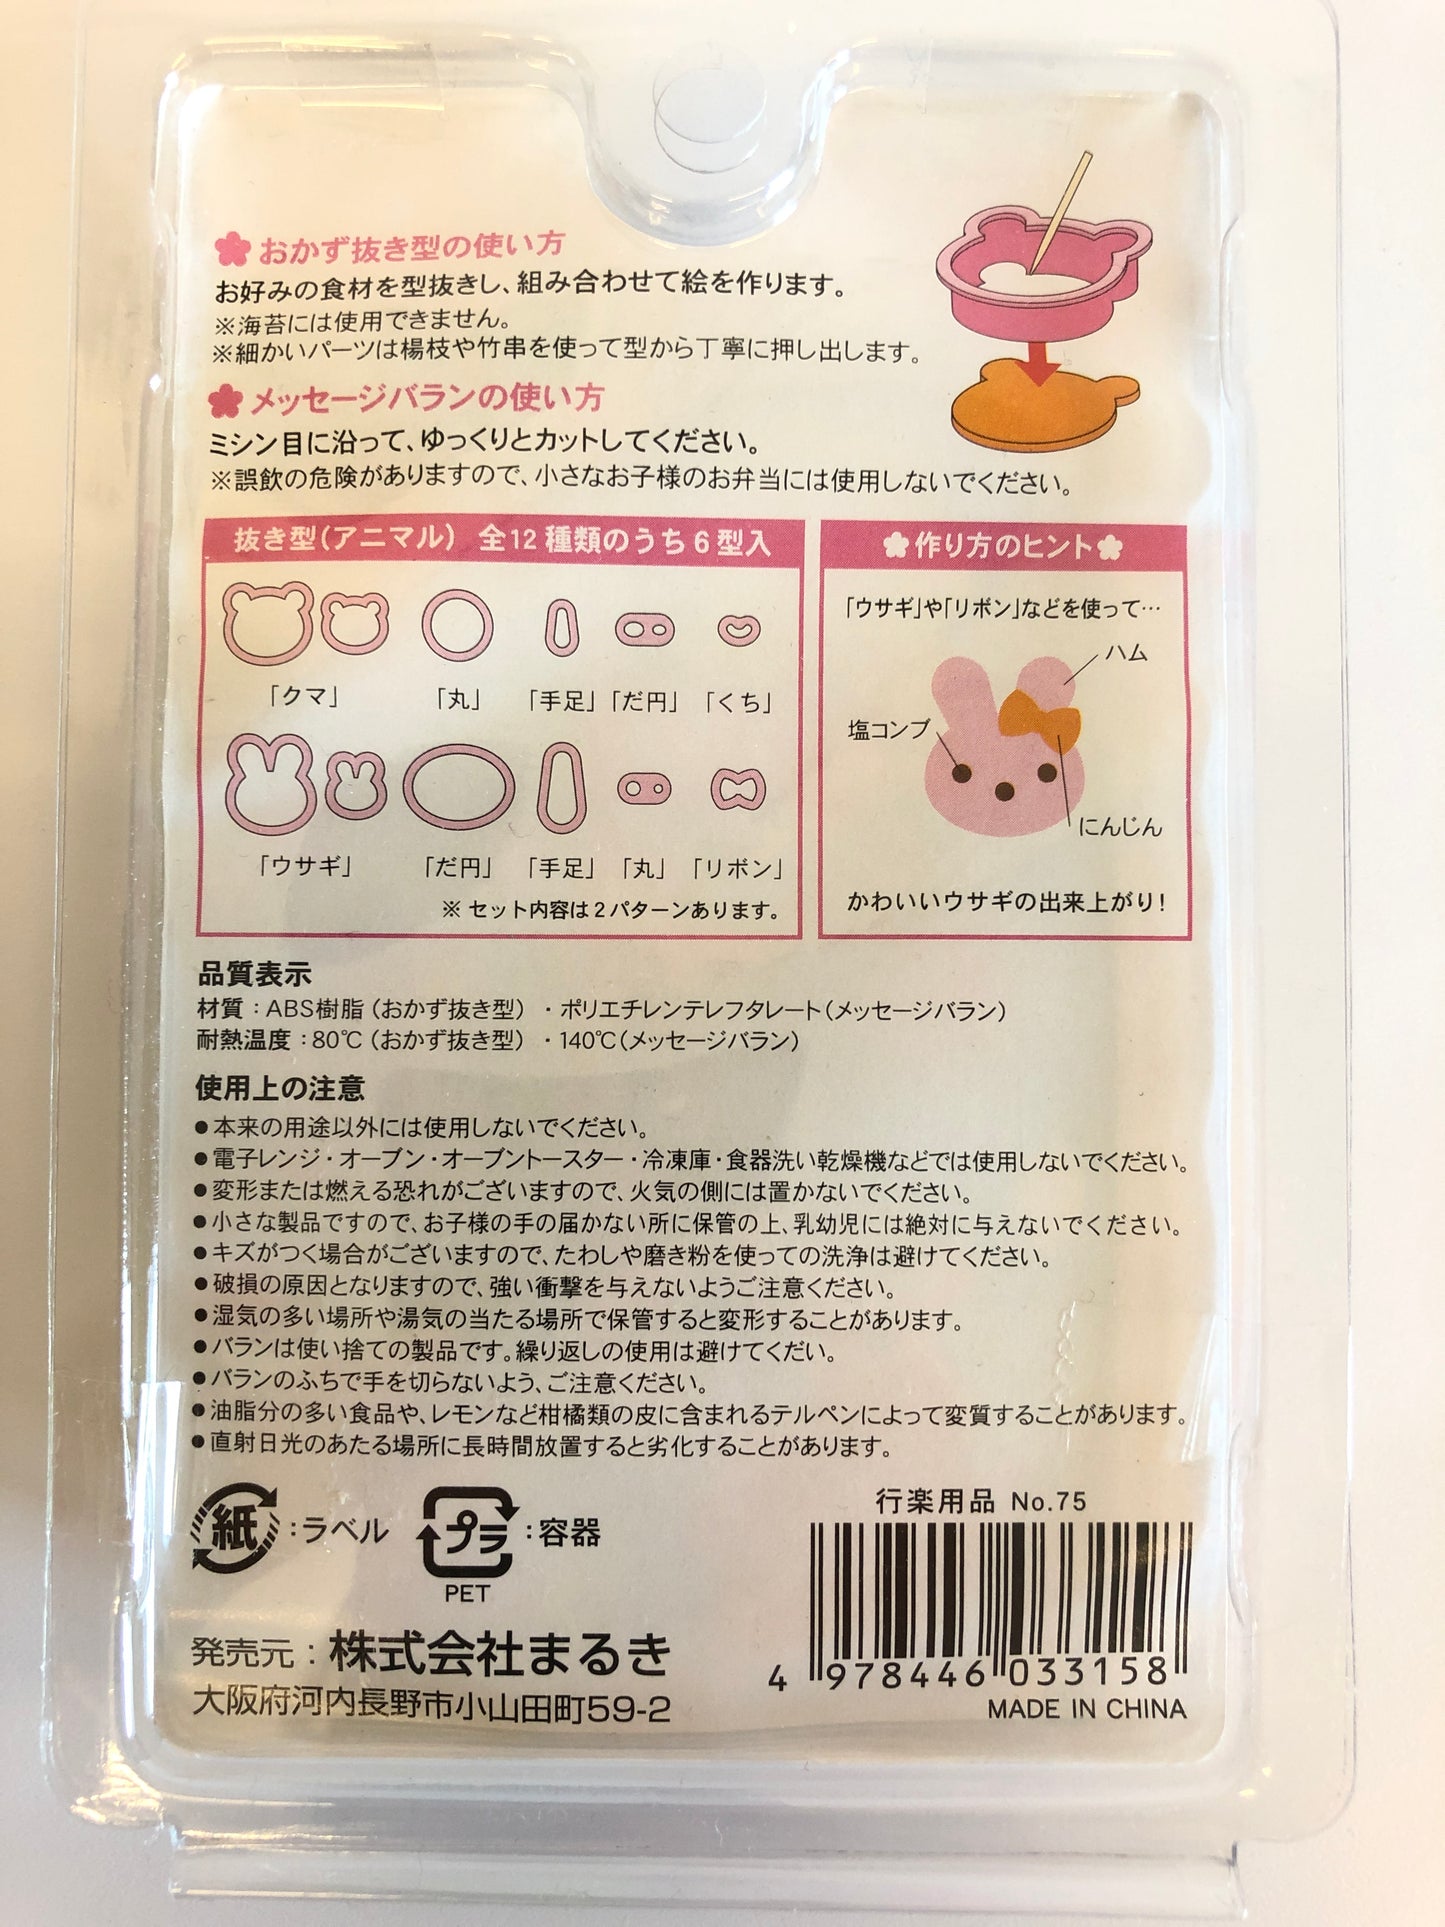 おかず抜き型の使い方
お好みの食材を型抜きし、組み合わせて絵を作ります。
※海苔には使用できません。
※細かいパーツは楊枝や竹串を使って型から丁寧に押し出します。
メッセージバランの使い方
ミシン目に沿って、ゆっくりとカットしてください。
※誤飲の危険がありますので、小さなお子様のお弁当には使用しないでください。
抜き型(アニマル) 全12種類のうち6型入
「クマ」 「丸」 「手足」 「だ円」 「くち」
「ウサギ」 「だ円」 「手足」 「丸」 「リボン」
※ セット内容は2パターンあります。
作り方のヒント
「ウサギ」や「リボン」などを使って…
ハム
塩コンブ
にんじん
かわいいウサギの出来上がり!
品質表示
材質:ABS樹脂(おかず抜き型)・ポリエチレンテレフタレート(メッセージバラン)
耐熱温度:80℃(おかず抜き型)・140℃(メッセージバラン)
使用上の注意
●本来の用途以外には使用しないでください。
●電子レンジ・オーブン・オーブントースター・冷凍庫・食器洗い乾燥機などでは使用しないでください。
●変形または燃える恐れがございますので、火気の側には置かないでください。
●小さな製品ですので、お子様の手の届かない所に保管の上、乳幼児には絶対に与えないでください。
●キズがつく場合がございますので、たわしや磨き粉を使っての洗浄は避けてください。
●破損の原因となりますので、強い衝撃を与えないようご注意ください。
●湿気の多い場所や湯気の当たる場所で保管すると変形することがあります。
●バランは使い捨ての製品です。繰り返しの使用は避けてくだい。
●バランのふちで手を切らないよう、ご注意ください。
●油脂分の多い食品や、レモンなど柑橘類の皮に含まれるテルペンによって変質することがあります。
●直射日光のあたる場所に長時間放置すると劣化することがあります。
紙:ラベル プラ:容器
PET
行楽用品 No.75
4 978446 033158
MADE IN CHINA
発売元:株式会社まるき
大阪府河内長野市小山田町59-2